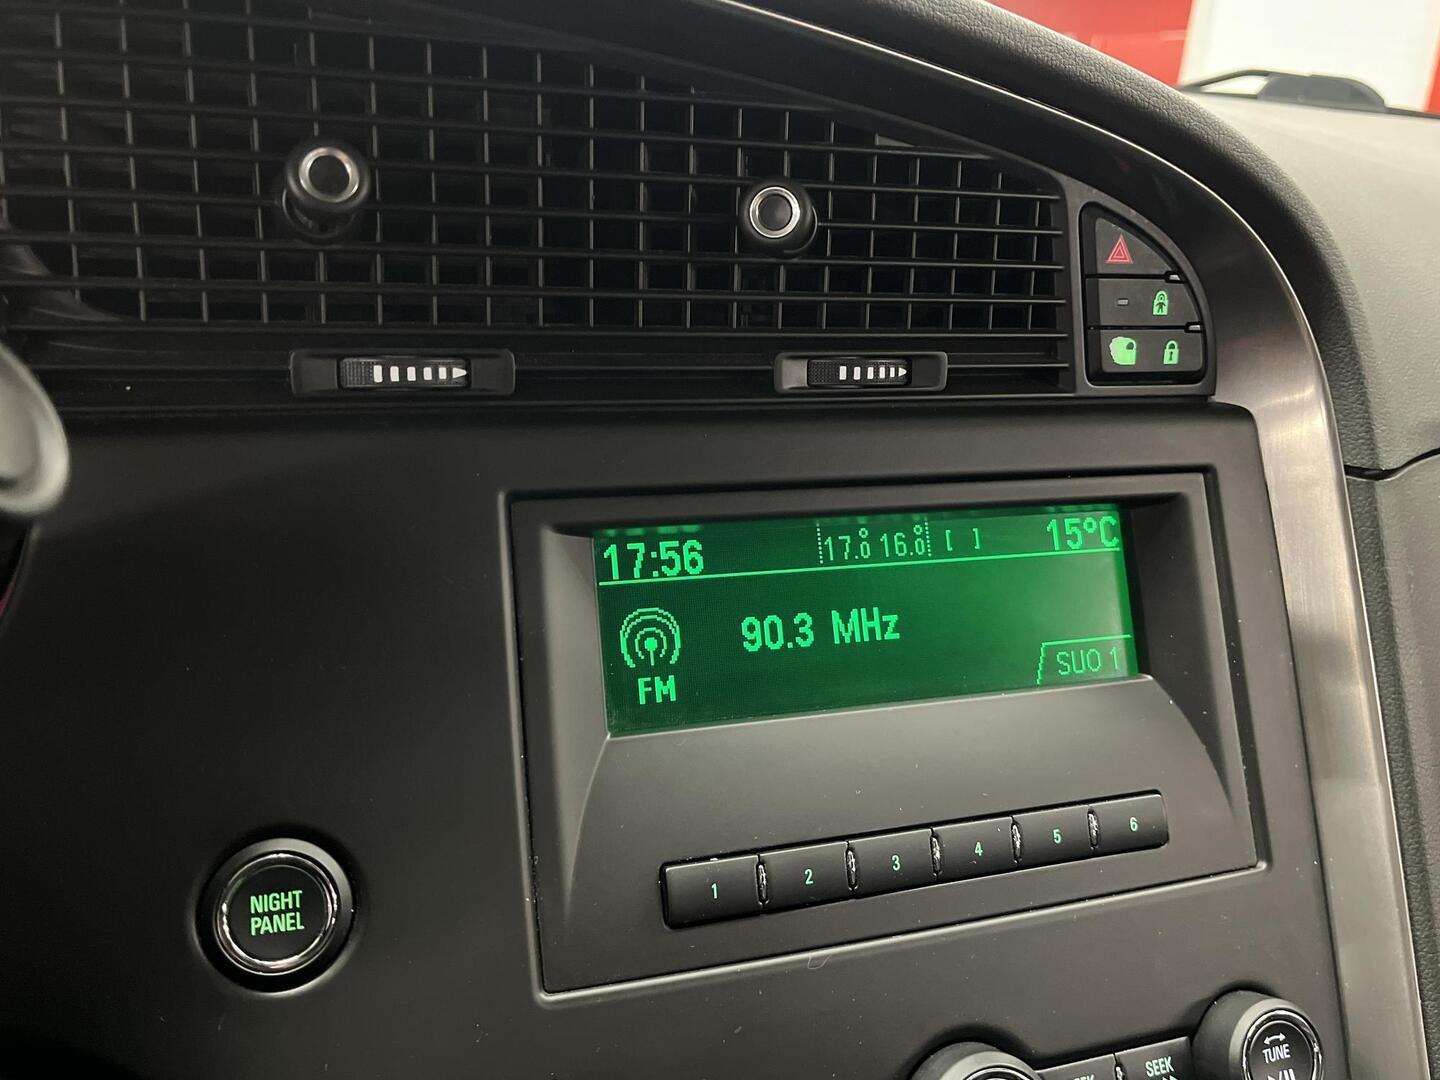 17:56 17.0° 16.0° [ ] 15°C
90.3 MHz
FM
SUO 1
1 2 3 4 5 6
NIGHT
PANEL
SEEK
TUNE